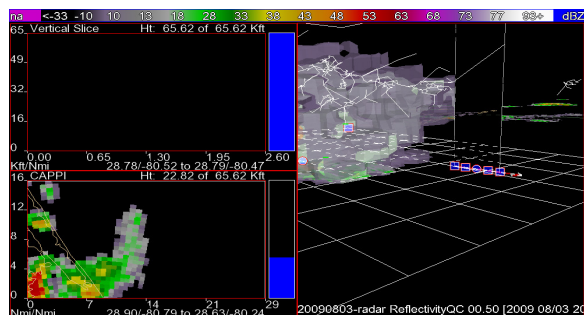 na <-33 -10 10 13 18 28 38 43 48 53 63 68 73 77 93+ dBZ
Vertical Slice Ht: 65.62 of 65.62 Kft
65.
49.
32.
16.
0
0.00 0.65 1.30 1.95 2.60
Kft/Nmi 28.78/-80.52 to 28.79/-80.47
CAPPI Ht: 22.82 of 65.62 Kft
16
12
8
4
0
0 7 14 21 29
Nmi/Nmi 28.90/-80.79 to 28.63/-80.24
20090803-radar ReflectivityQC 00.50 [2009 08/03 20